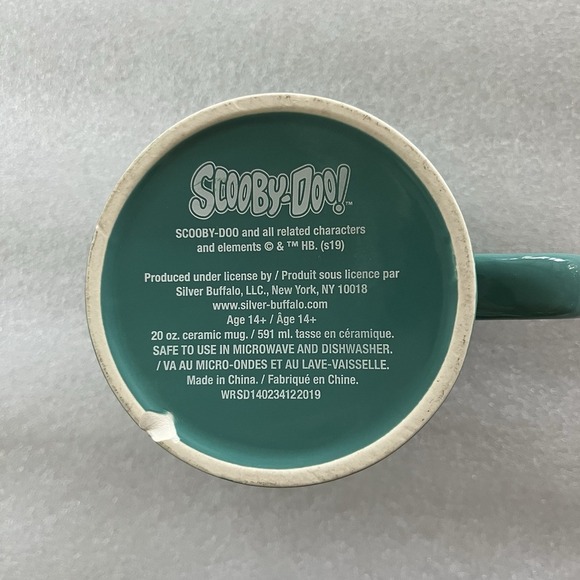 SCOOBY-DOO!™
SCOOBY-DOO and all related characters
and elements © & ™ HB. (s19)
Produced under license by / Produit sous licence par
Silver Buffalo, LLC., New York, NY 10018
www.silver-buffalo.com
Age 14+ / Âge 14+
20 oz. ceramic mug. / 591 ml. tasse en céramique.
SAFE TO USE IN MICROWAVE AND DISHWASHER.
/ VA AU MICRO-ONDES ET AU LAVE-VAISSELLE.
Made in China. / Fabriqué en Chine.
WRSD140234122019